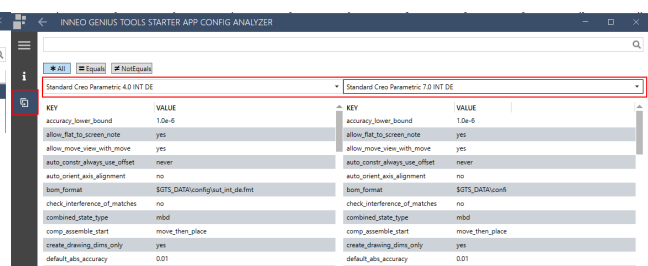 INNEO GENIUS TOOLS STARTER APP CONFIG ANALYZER
All Equals NotEquals
Standard Creo Parametric 4.0 INT DE Standard Creo Parametric 7.0 INT DE
KEY VALUE KEY VALUE
accuracy_lower_bound 1.0e-6 accuracy_lower_bound 1.0e-6
allow_flat_to_screen_note yes allow_flat_to_screen_note yes
allow_move_view_with_move yes allow_move_view_with_move yes
auto_constr_always_use_offset never auto_constr_always_use_offset never
auto_orient_axis_alignment no auto_orient_axis_alignment no
bom_format $GTS_DATA\config\sut_int_de.fmt bom_format $GTS_DATA\confi
check_interference_of_matches no check_interference_of_matches no
combined_state_type mbd combined_state_type mbd
comp_assemble_start move_then_place comp_assemble_start move_then_place
create_drawing_dims_only yes create_drawing_dims_only yes
default_abs_accuracy 0.01 default_abs_accuracy 0.01